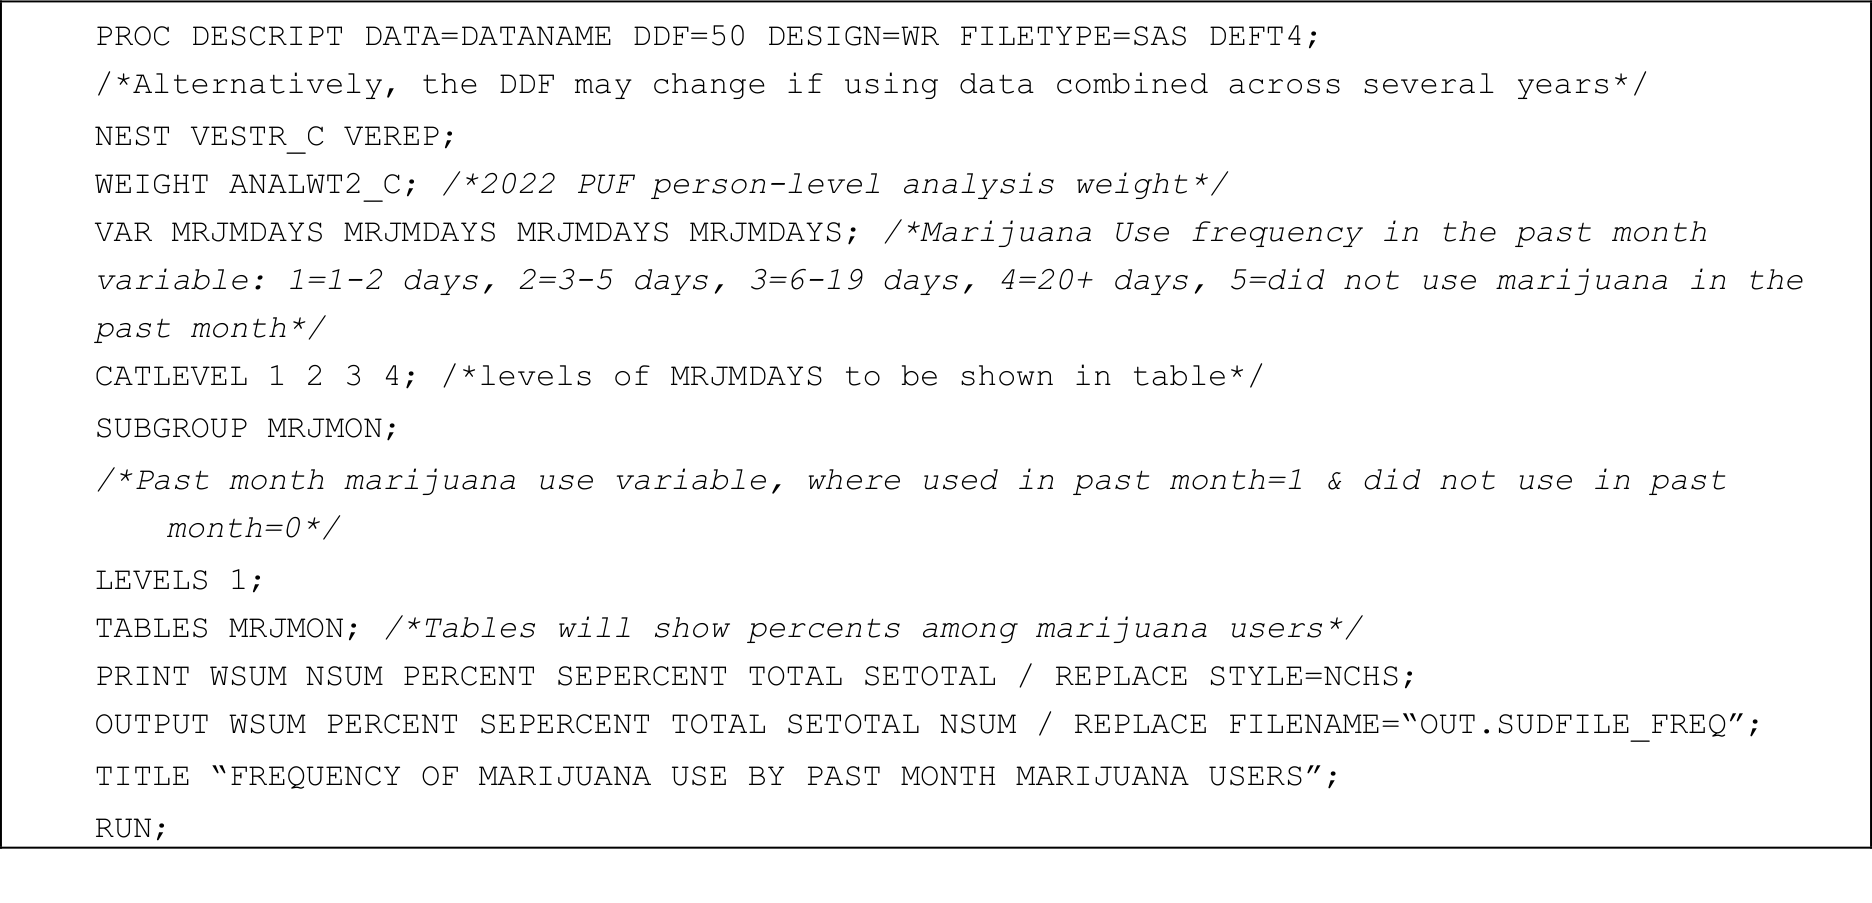 PROC DESCRIPT DATA=DATANAME DDF=50 DESIGN=WR FILETYPE=SAS DEFT4;
/*Alternatively, the DDF may change if using data combined across several years*/
NEST VESTR_C VEREP;
WEIGHT ANALWT2_C; /*2022 PUF person-level analysis weight*/
VAR MRJMDAYS MRJMDAYS MRJMDAYS MRJMDAYS; /*Marijuana Use frequency in the past month
variable: 1=1-2 days, 2=3-5 days, 3=6-19 days, 4=20+ days, 5=did not use marijuana in the
past month*/
CATLEVEL 1 2 3 4; /*levels of MRJMDAYS to be shown in table*/
SUBGROUP MRJMON;
/*Past month marijuana use variable, where used in past month=1 & did not use in past
month=0*/
LEVELS 1;
TABLES MRJMON; /*Tables will show percents among marijuana users*/
PRINT WSUM NSUM PERCENT SEPERCENT TOTAL SETOTAL / REPLACE STYLE=NCHS;
OUTPUT WSUM PERCENT SEPERCENT TOTAL SETOTAL NSUM / REPLACE FILENAME=“OUT.SUDFILE_FREQ”;
TITLE “FREQUENCY OF MARIJUANA USE BY PAST MONTH MARIJUANA USERS”;
RUN;